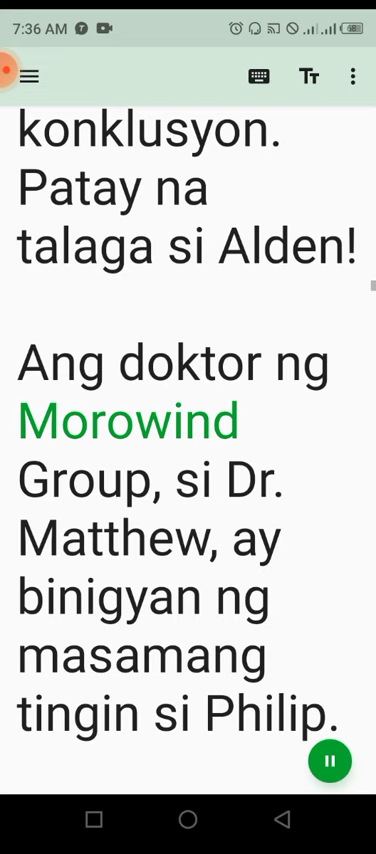 7:36 AM
konklusyon.
Patay na
talaga si Alden!
Ang doktor ng
Morowind
Group, si Dr.
Matthew, ay
binigyan ng
masamang
tingin si Philip.